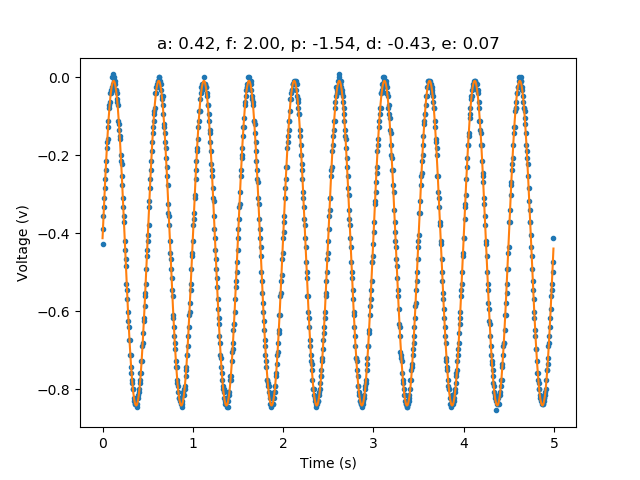 a: 0.42, f: 2.00, p: -1.54, d: -0.43, e: 0.07
0.0
−0.2
−0.4
−0.6
−0.8
Voltage (v)
0 1 2 3 4 5
Time (s)